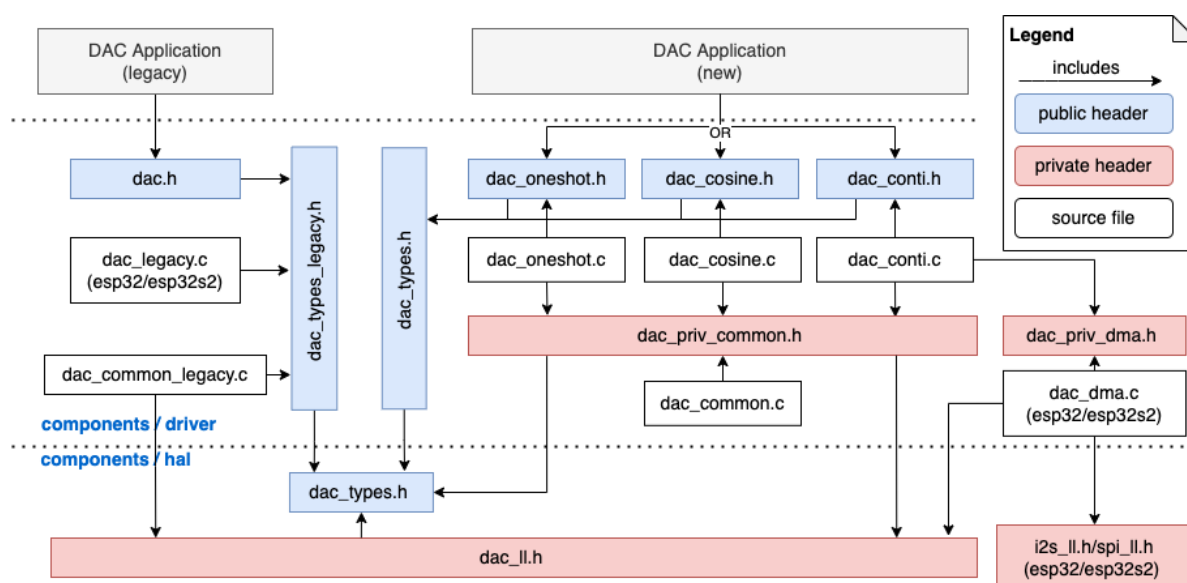 DAC Application
(legacy)
DAC Application
(new)
Legend
includes
public header
private header
source file
OR
dac.h
dac_types_legacy.h
dac_types.h
dac_oneshot.h
dac_cosine.h
dac_conti.h
dac_legacy.c
(esp32/esp32s2)
dac_oneshot.c
dac_cosine.c
dac_conti.c
dac_priv_common.h
dac_priv_dma.h
dac_common_legacy.c
dac_common.c
dac_dma.c
(esp32/esp32s2)
components / driver
components / hal
dac_types.h
dac_ll.h
i2s_ll.h/spi_ll.h
(esp32/esp32s2)